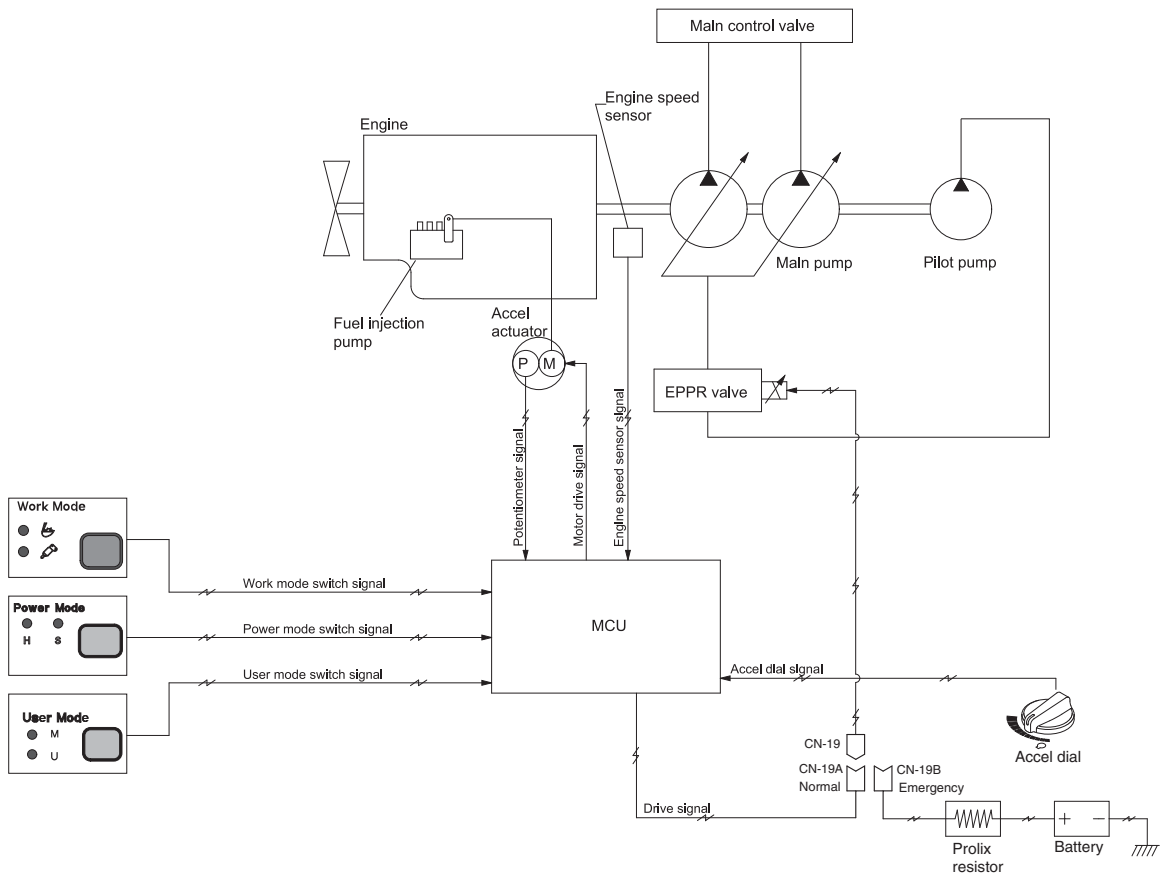 Main control valve
Engine speed
sensor
Engine
Main pump
Pilot pump
Fuel injection
pump
Accel
actuator
P
M
EPPR valve
Potentiometer signal
Motor drive signal
Engine speed sensor signal
Work Mode
Work mode switch signal
Power Mode
H
S
Power mode switch signal
MCU
User mode switch signal
Accel dial signal
User Mode
M
U
CN-19
Accel dial
CN-19A
Normal
CN-19B
Emergency
Drive signal
+
-
Prolix
resistor
Battery